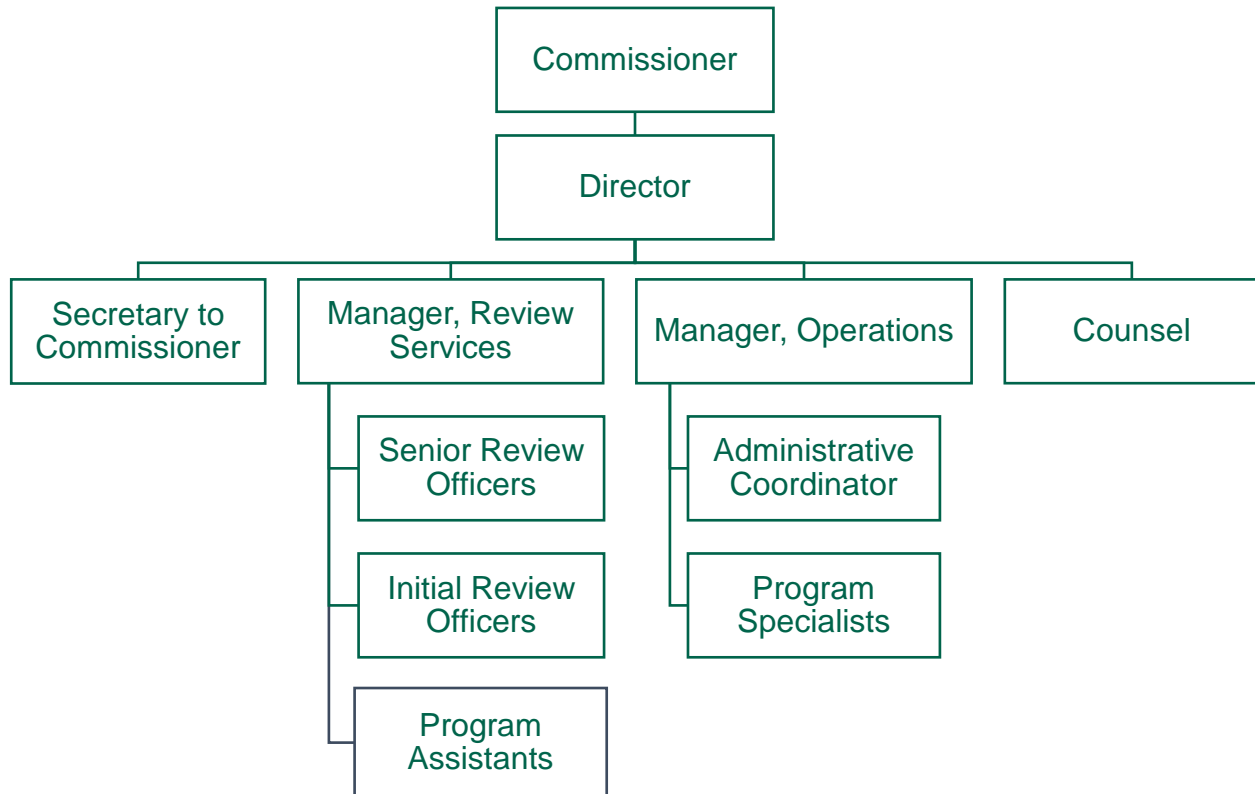 Commissioner
Director
Secretary to
Commissioner
Manager, Review
Services
Manager, Operations
Counsel
Senior Review
Officers
Administrative
Coordinator
Initial Review
Officers
Program
Specialists
Program
Assistants